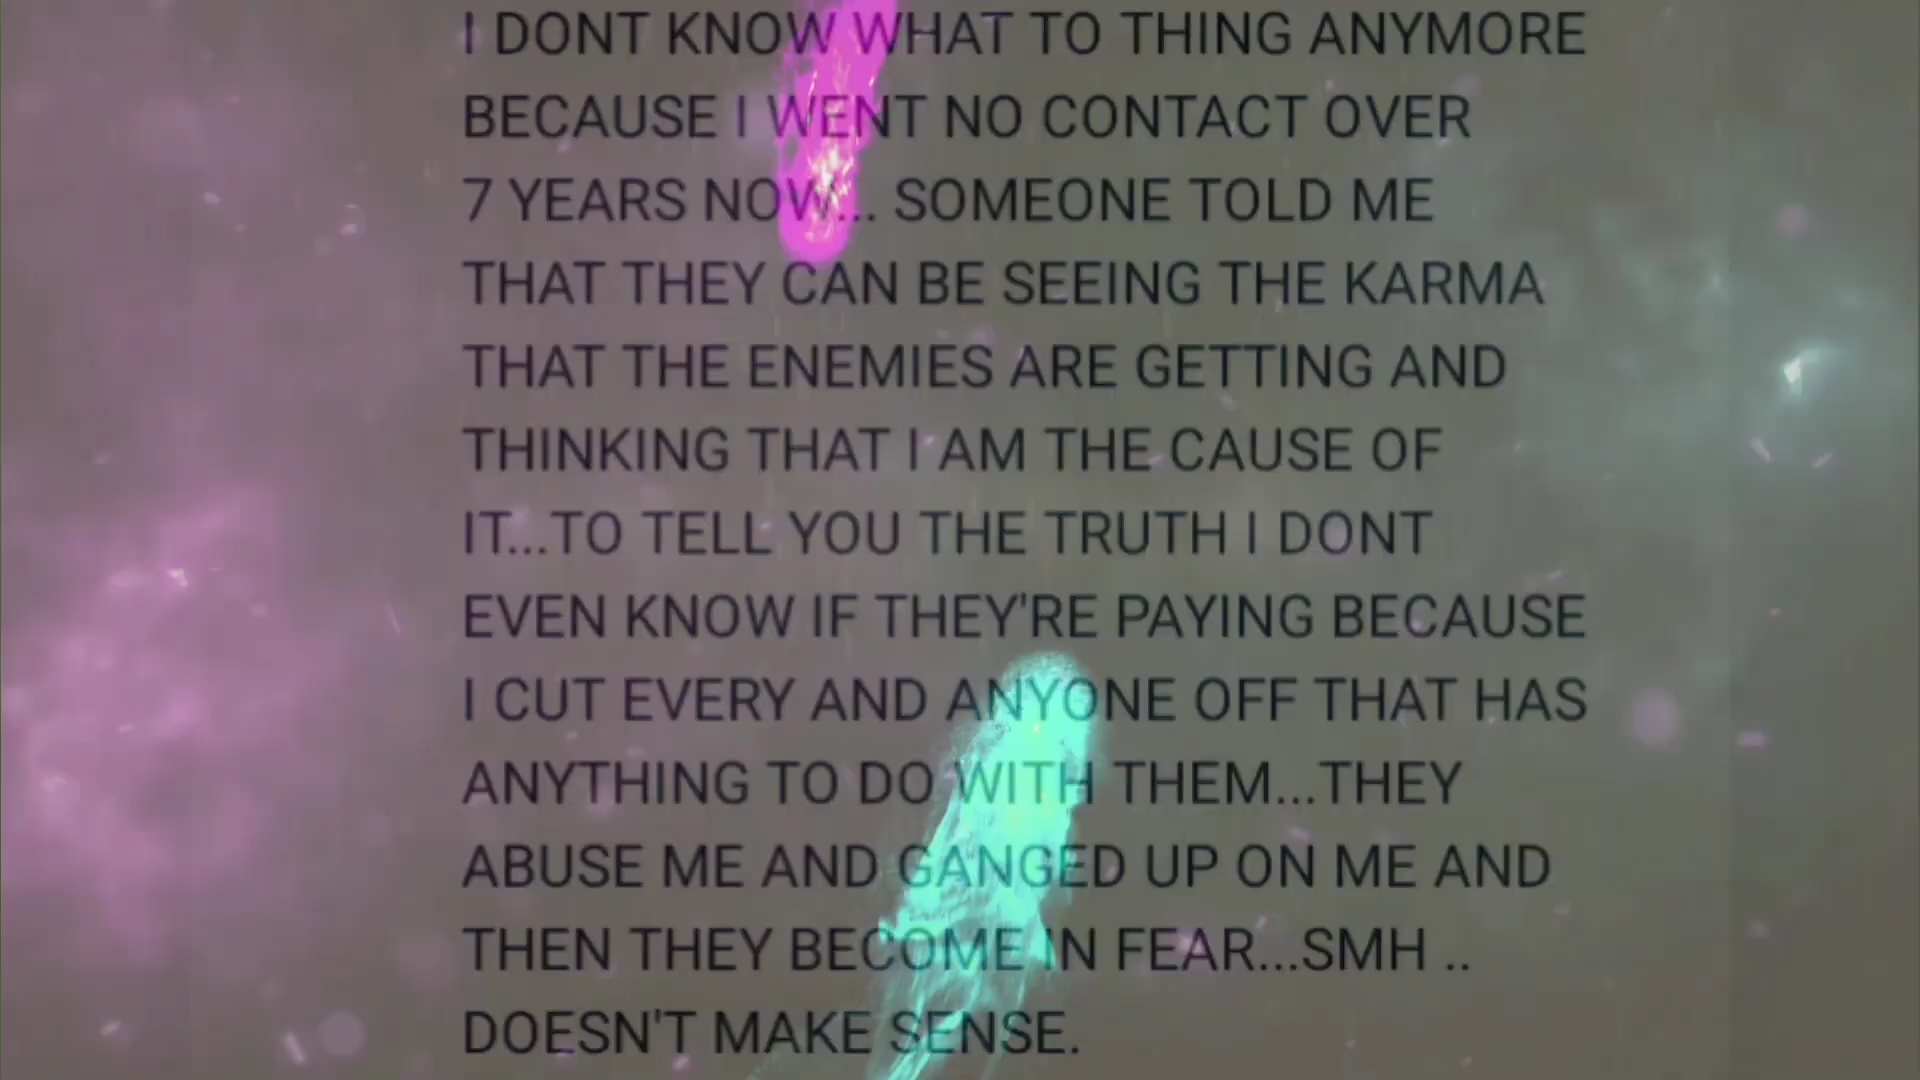 I DONT KNOW WHAT TO THING ANYMORE
BECAUSE I WENT NO CONTACT OVER
7 YEARS NOW... SOMEONE TOLD ME
THAT THEY CAN BE SEEING THE KARMA
THAT THE ENEMIES ARE GETTING AND
THINKING THAT I AM THE CAUSE OF
IT...TO TELL YOU THE TRUTH I DONT
EVEN KNOW IF THEY'RE PAYING BECAUSE
I CUT EVERY AND ANYONE OFF THAT HAS
ANYTHING TO DO WITH THEM...THEY
ABUSE ME AND GANGED UP ON ME AND
THEN THEY BECOME IN FEAR...SMH ..
DOESN'T MAKE SENSE.